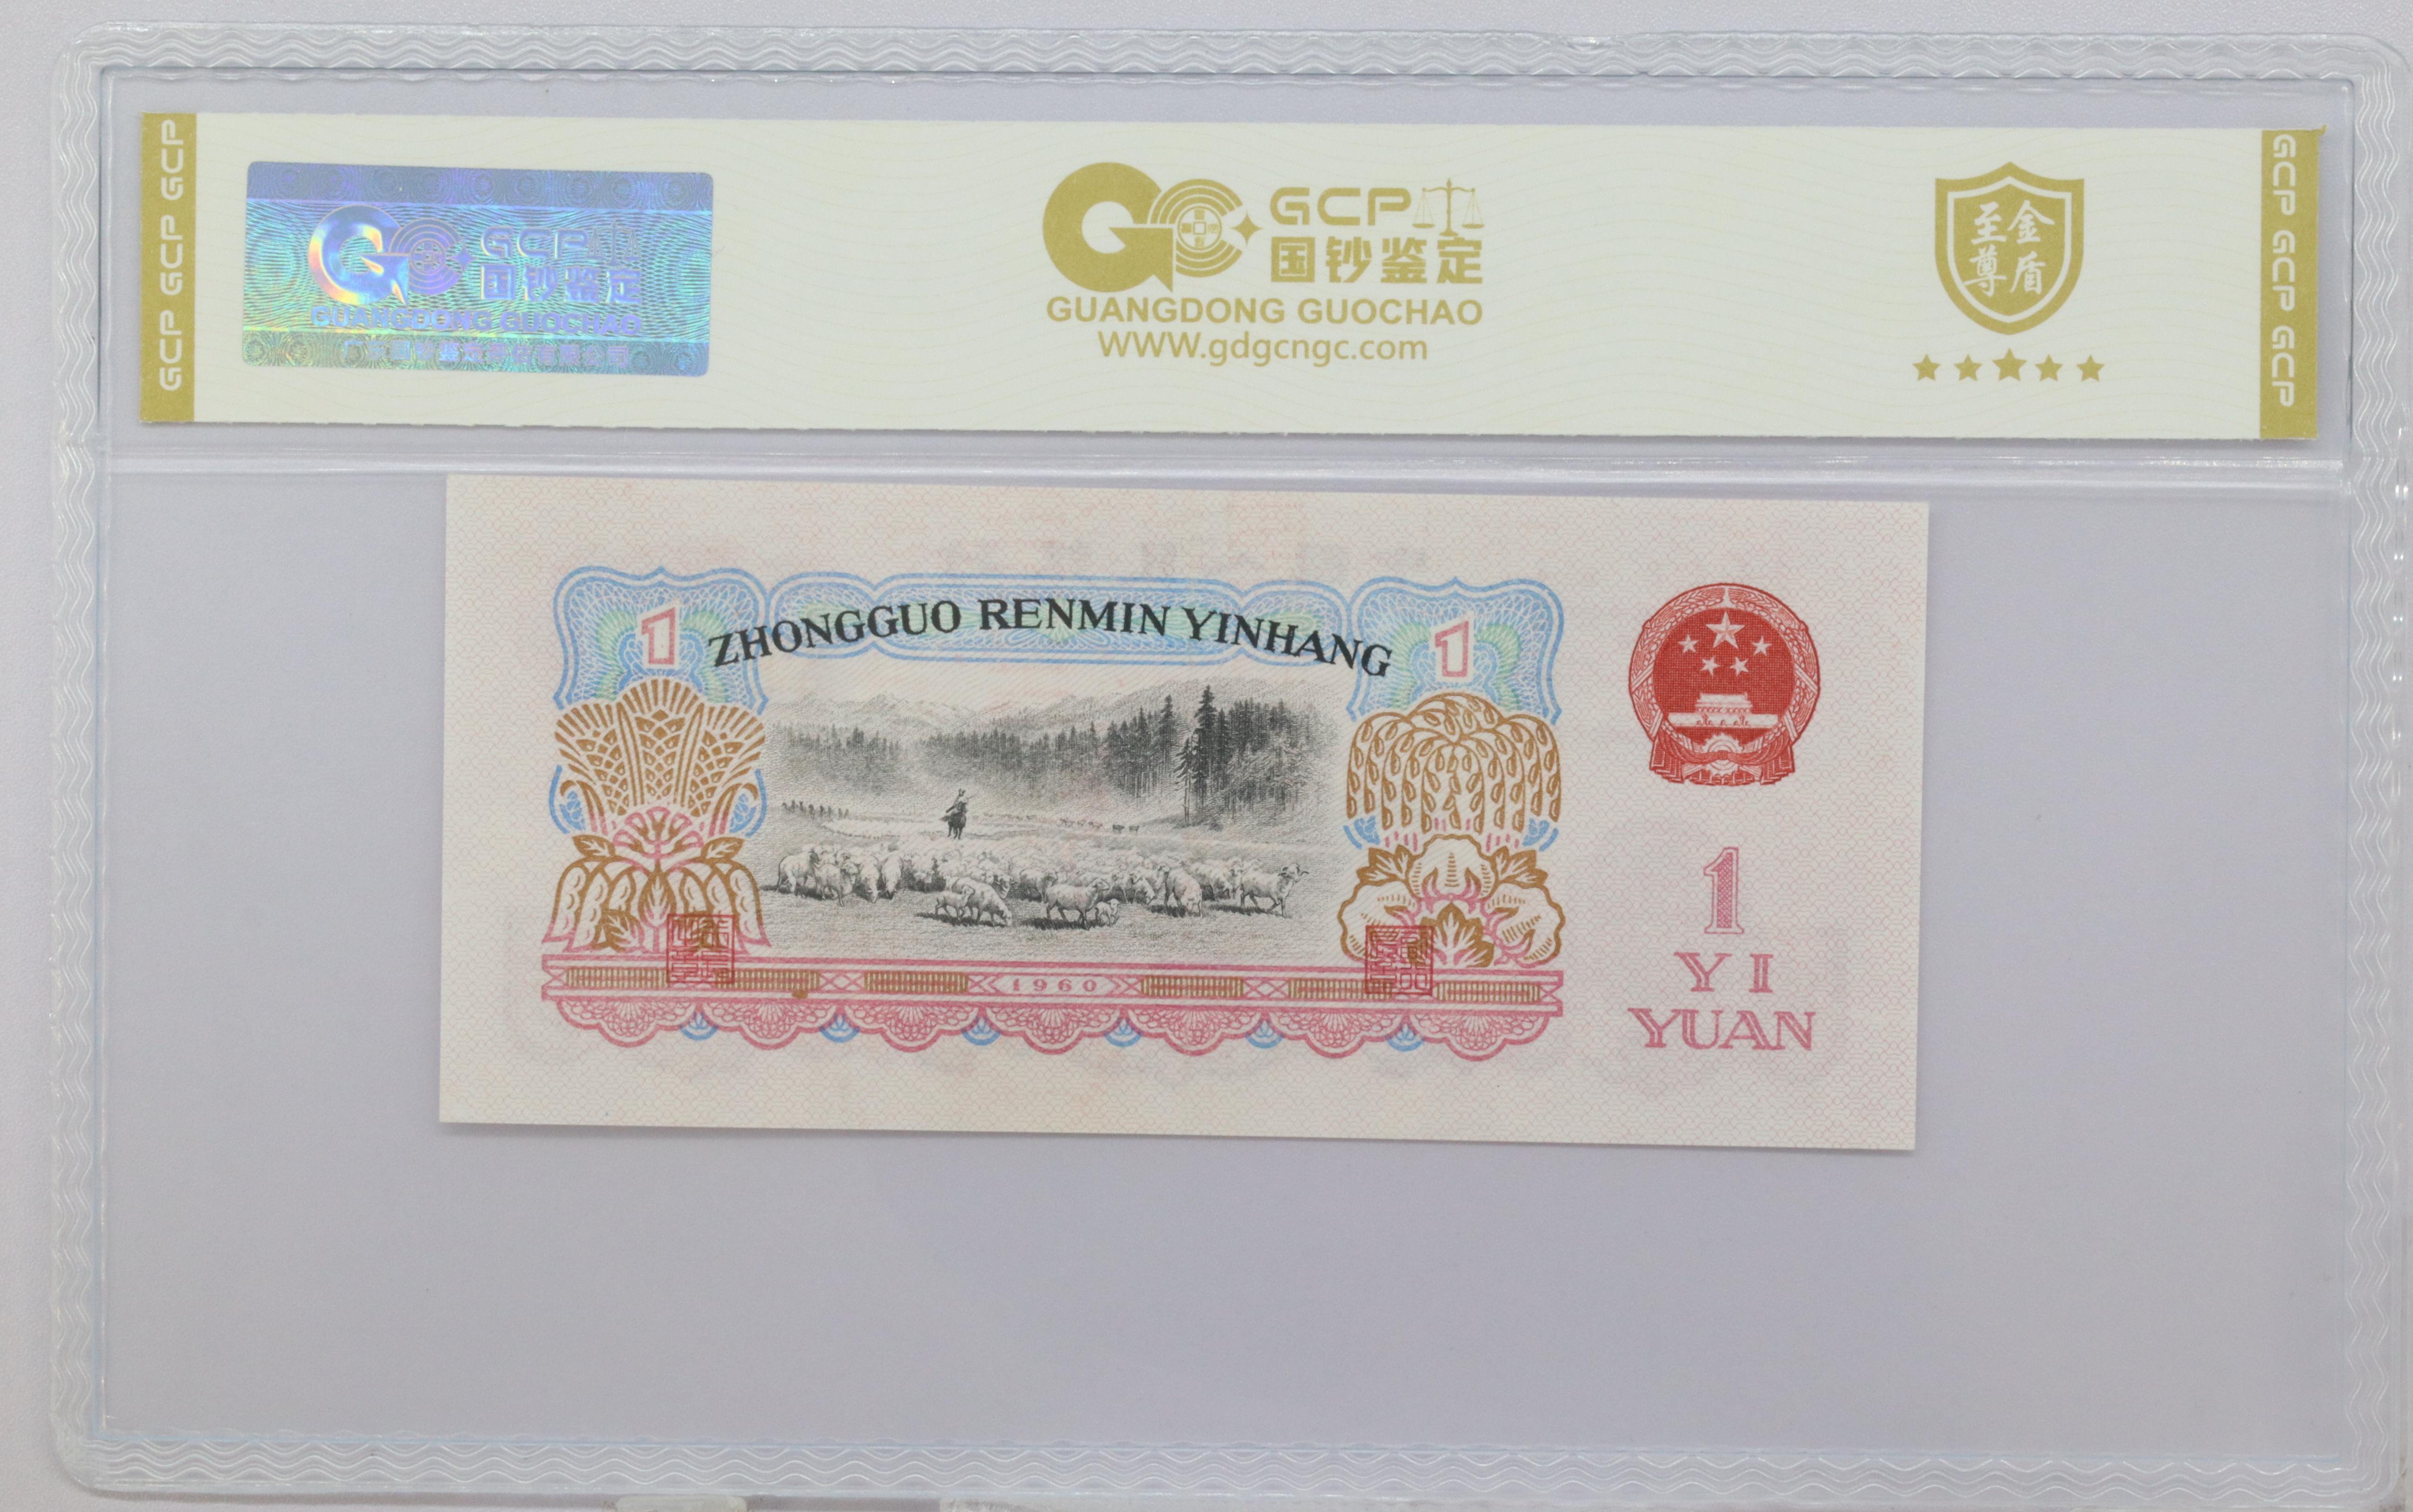 GCP GCP GCP
GCP
国钞鉴定
GUANGDONG GUOCHAO
GCP
国钞鉴定
GUANGDONG GUOCHAO
www.gdgcngc.com
至金
尊盾
GCP GCP GCP
1
ZHONGGUO RENMIN YINHANG
1
1960
1
YI
YUAN